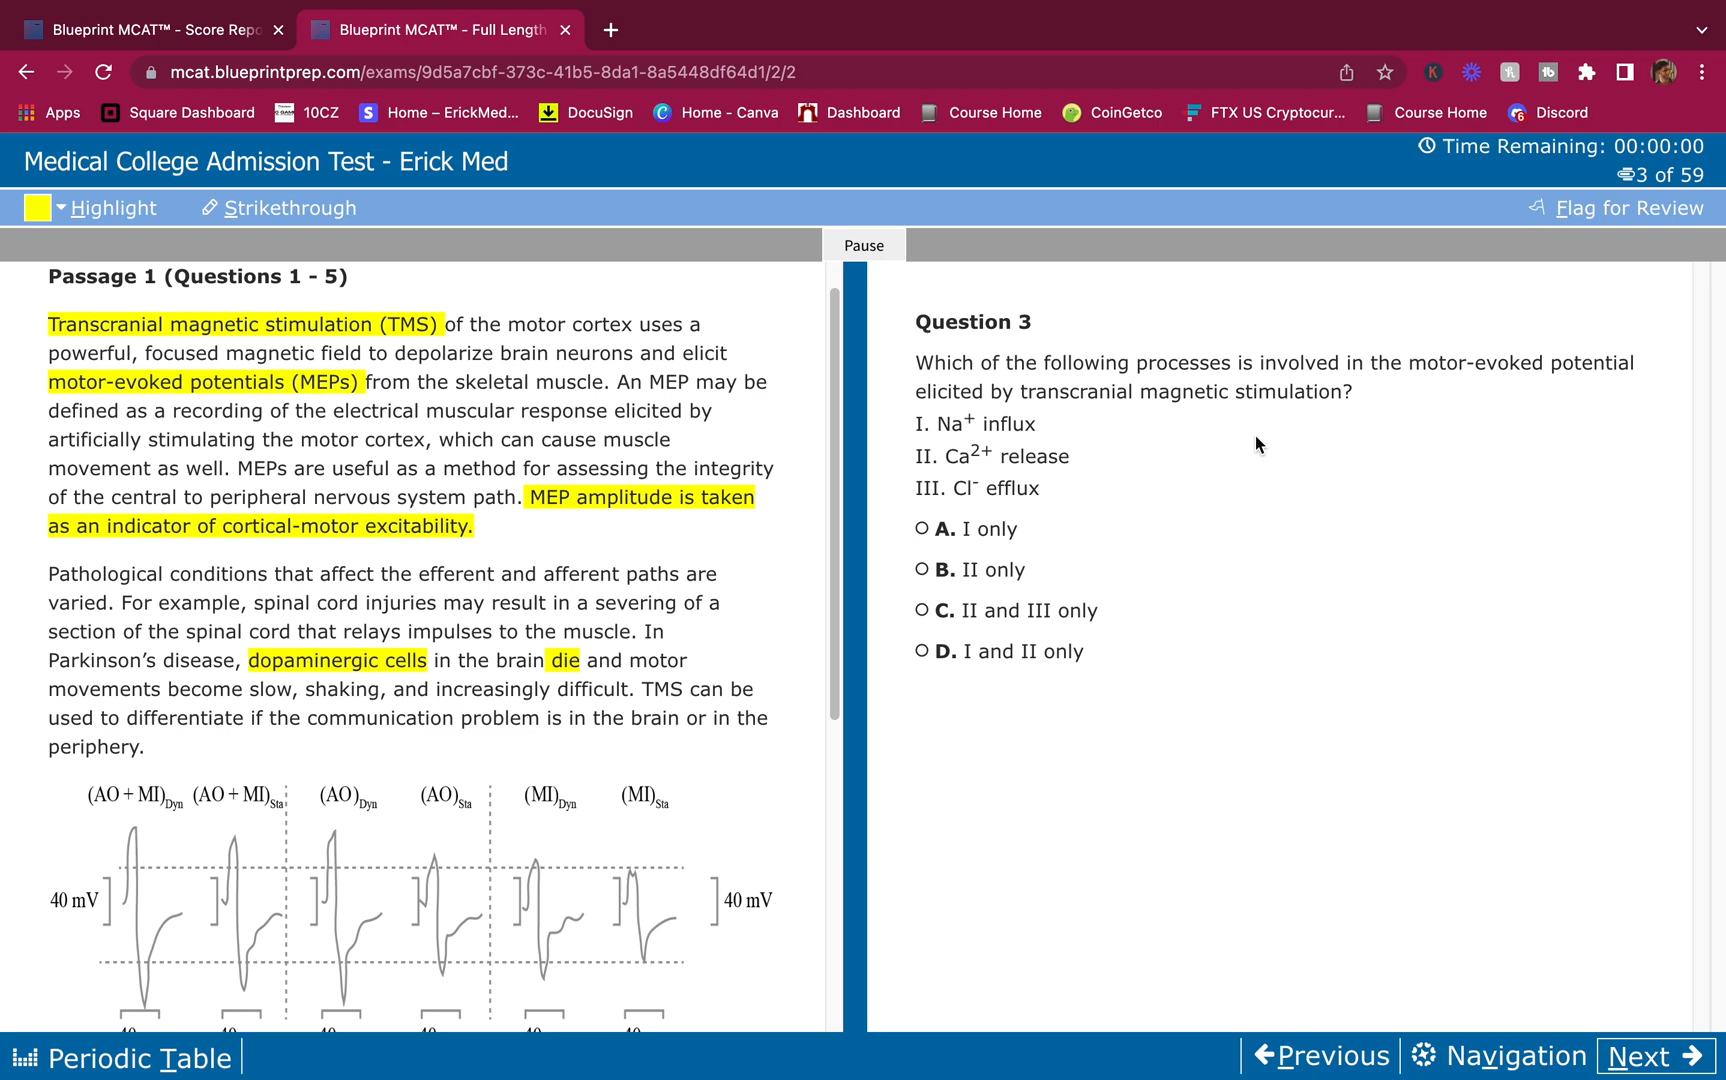 Blueprint MCAT™ - Score Repo
Blueprint MCAT™ - Full Length
mcat.blueprintprep.com/exams/9d5a7cbf-373c-41b5-8da1-8a5448df64d1/2/2
Apps Square Dashboard 10CZ Home – ErickMed... DocuSign Home - Canva Dashboard Course Home CoinGetco FTX US Cryptocur... Course Home Discord
Medical College Admission Test - Erick Med
Time Remaining: 00:00:00
3 of 59
Highlight Strikethrough Flag for Review
Pause
Passage 1 (Questions 1 - 5)
Transcranial magnetic stimulation (TMS) of the motor cortex uses a
powerful, focused magnetic field to depolarize brain neurons and elicit
motor-evoked potentials (MEPs) from the skeletal muscle. An MEP may be
defined as a recording of the electrical muscular response elicited by
artificially stimulating the motor cortex, which can cause muscle
movement as well. MEPs are useful as a method for assessing the integrity
of the central to peripheral nervous system path. MEP amplitude is taken
as an indicator of cortical-motor excitability.
Pathological conditions that affect the efferent and afferent paths are
varied. For example, spinal cord injuries may result in a severing of a
section of the spinal cord that relays impulses to the muscle. In
Parkinson’s disease, dopaminergic cells in the brain die and motor
movements become slow, shaking, and increasingly difficult. TMS can be
used to differentiate if the communication problem is in the brain or in the
periphery.
(AO + MI)Dyn (AO + MI)Sta (AO)Dyn (AO)Sta (MI)Dyn (MI)Sta
40 mV 40 mV
40 40 40 40 40 40
Question 3
Which of the following processes is involved in the motor-evoked potential
elicited by transcranial magnetic stimulation?
I. Na⁺ influx
II. Ca²⁺ release
III. Cl⁻ efflux
A. I only
B. II only
C. II and III only
D. I and II only
Periodic Table
Previous Navigation Next